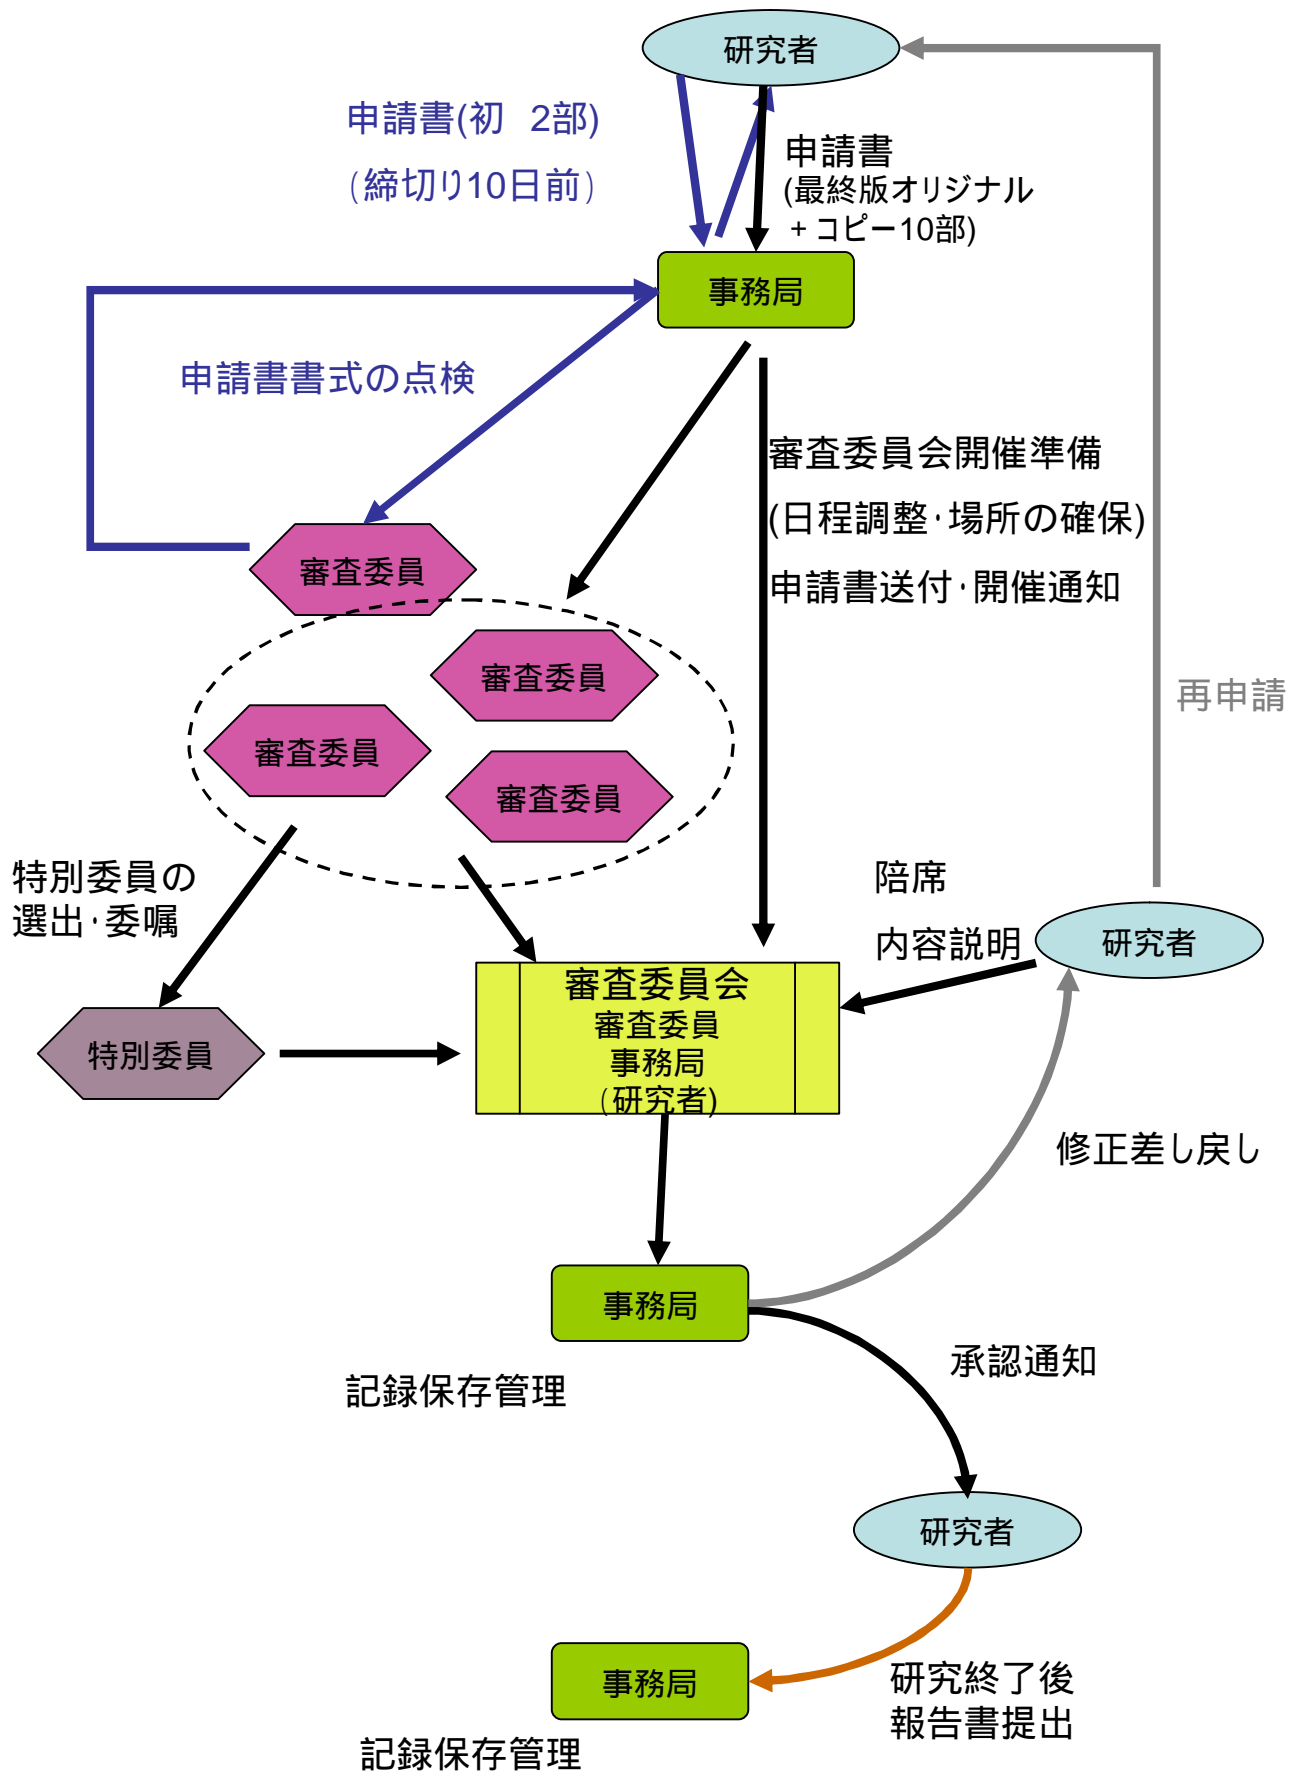 研究者
申請書(初　2部)
(締切り10日前)
申請書
(最終版オリジナル
+コピー10部)
事務局
申請書書式の点検
審査委員会開催準備
(日程調整・場所の確保)
申請書送付・開催通知
審査委員
審査委員
審査委員
審査委員
再申請
特別委員の
選出・委嘱
陪席
内容説明
研究者
特別委員
審査委員会
審査委員
事務局
(研究者)
修正差し戻し
事務局
承認通知
記録保存管理
研究者
事務局
研究終了後
報告書提出
記録保存管理